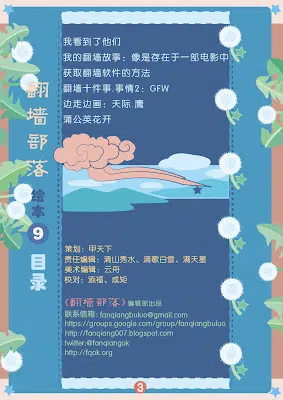 我看到了他们
我的翻墙故事：像是存在于一部电影中
获取翻墙软件的方法
翻墙十件事.事情2：GFW
边走边画：天际.鹰
蒲公英花开
翻墙部落
绘本
9
目录
策划：甲天下
责任编辑：清山秀水、清歌白雪、满天星
美术编辑：云舟
校对：涵福、成矩
《翻墙部落》编辑部出品
联系信箱：fanqiangbuluo@gmail.com
https://groups.google.com/group/fanqiangbuluo
http://fanqiang007.blogspot.com
twitter:@fanqiangok
http://fqok.org
3